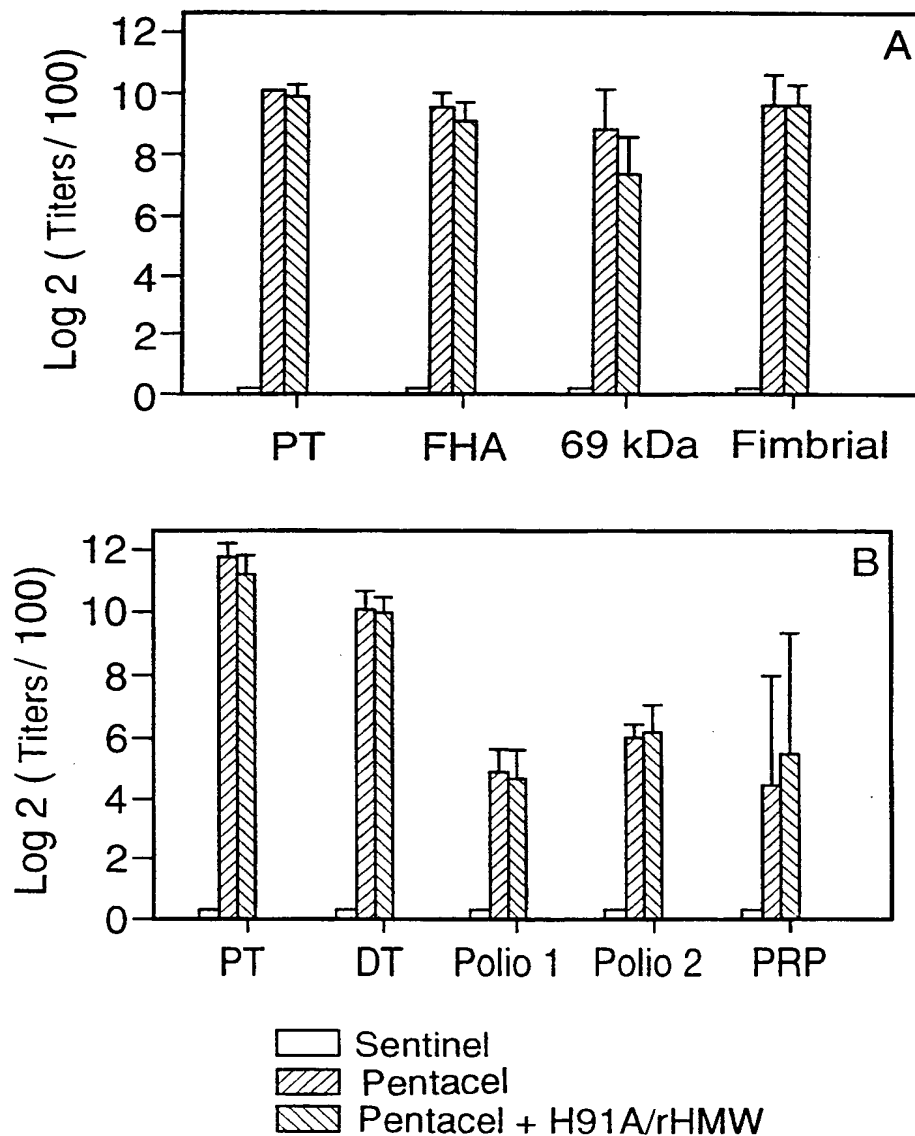 A
Log 2 ( Titers/ 100)
12
10
8
6
4
2
0
PT FHA 69 kDa Fimbrial
B
Log 2 ( Titers/ 100)
12
10
8
6
4
2
0
PT DT Polio 1 Polio 2 PRP
Sentinel
Pentacel
Pentacel + H91A/rHMW